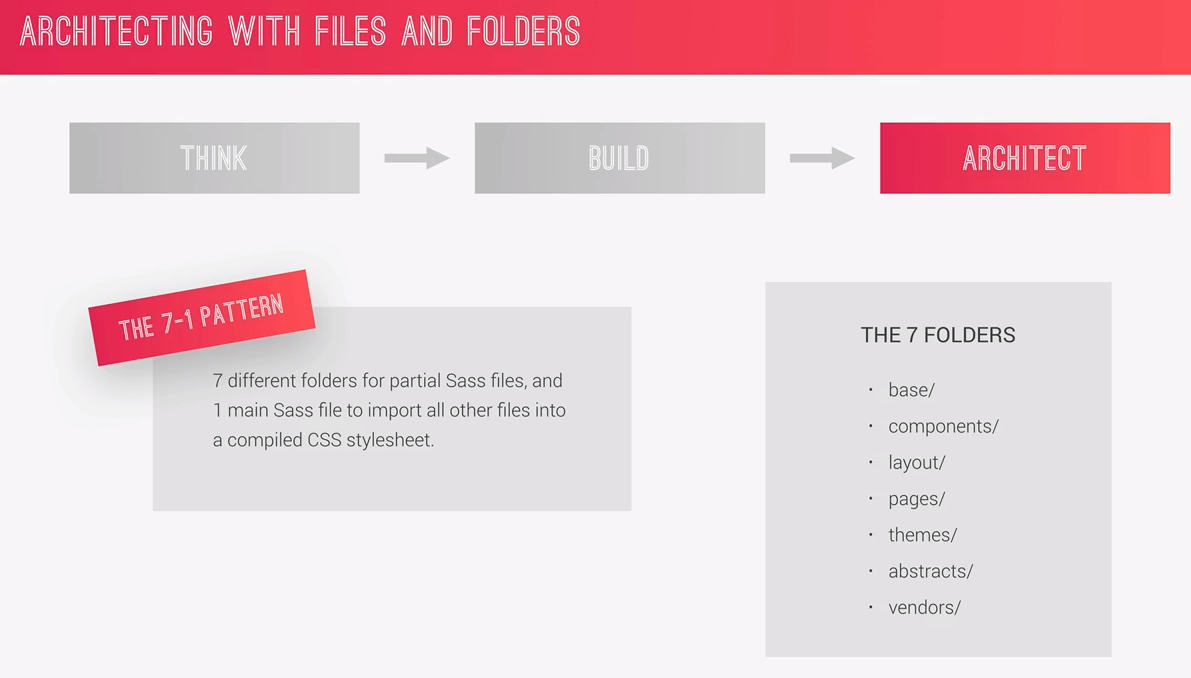 ARCHITECTING WITH FILES AND FOLDERS
THINK
BUILD
ARCHITECT
THE 7-1 PATTERN
7 different folders for partial Sass files, and
1 main Sass file to import all other files into
a compiled CSS stylesheet.
THE 7 FOLDERS
• base/
• components/
• layout/
• pages/
• themes/
• abstracts/
• vendors/